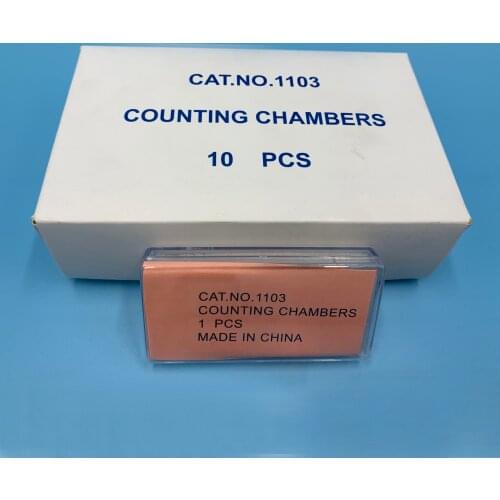 CAT.NO.1103
COUNTING CHAMBERS
10 PCS
CAT.NO.1103
COUNTING CHAMBERS
1 PCS
MADE IN CHINA